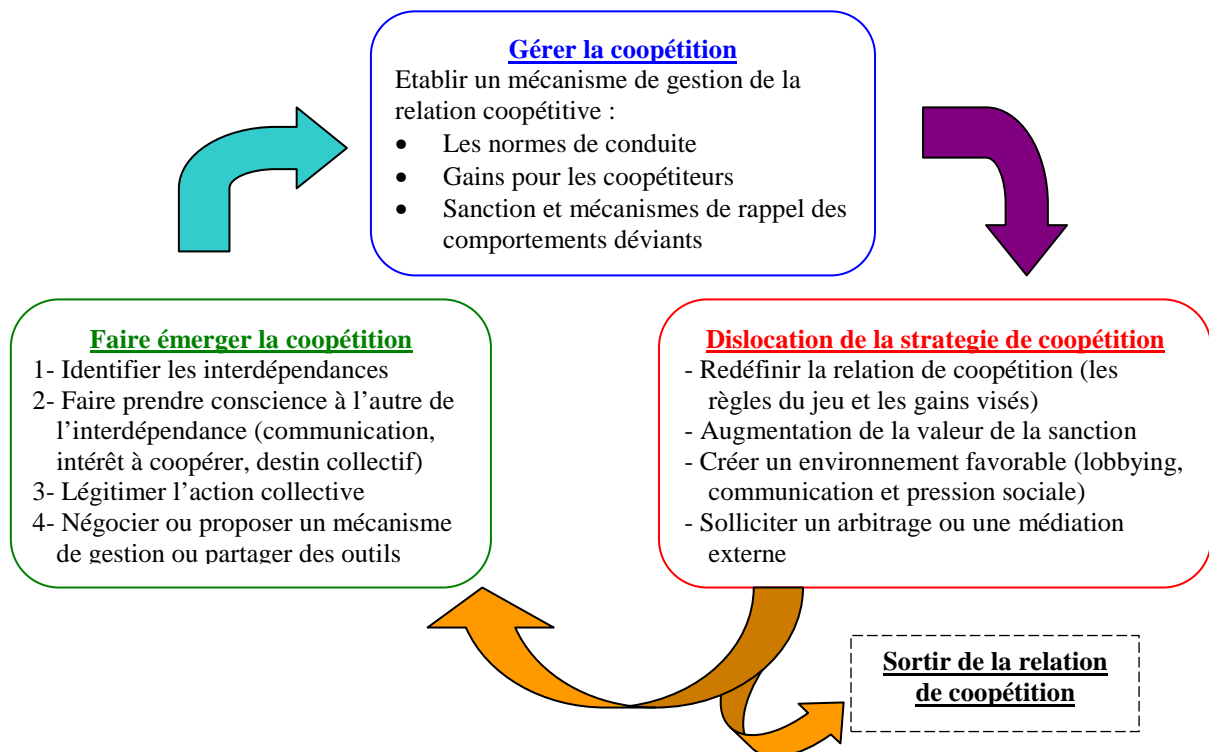 Gérer la coopétition
Etablir un mécanisme de gestion de la
relation coopétitive :
• Les normes de conduite
• Gains pour les coopétiteurs
• Sanction et mécanismes de rappel des
comportements déviants
Faire émerger la coopétition
1- Identifier les interdépendances
2- Faire prendre conscience à l’autre de
l’interdépendance (communication,
intérêt à coopérer, destin collectif)
3- Légitimer l’action collective
4- Négocier ou proposer un mécanisme
de gestion ou partager des outils
Dislocation de la strategie de coopétition
- Redéfinir la relation de coopétition (les
règles du jeu et les gains visés)
- Augmentation de la valeur de la sanction
- Créer un environnement favorable (lobbying,
communication et pression sociale)
- Solliciter un arbitrage ou une médiation
externe
Sortir de la relation
de coopétition